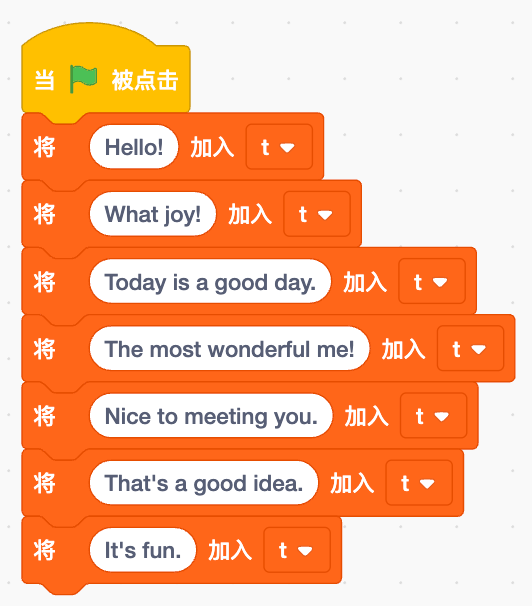 当 被点击
将 Hello! 加入 t
将 What joy! 加入 t
将 Today is a good day. 加入 t
将 The most wonderful me! 加入 t
将 Nice to meeting you. 加入 t
将 That's a good idea. 加入 t
将 It's fun. 加入 t